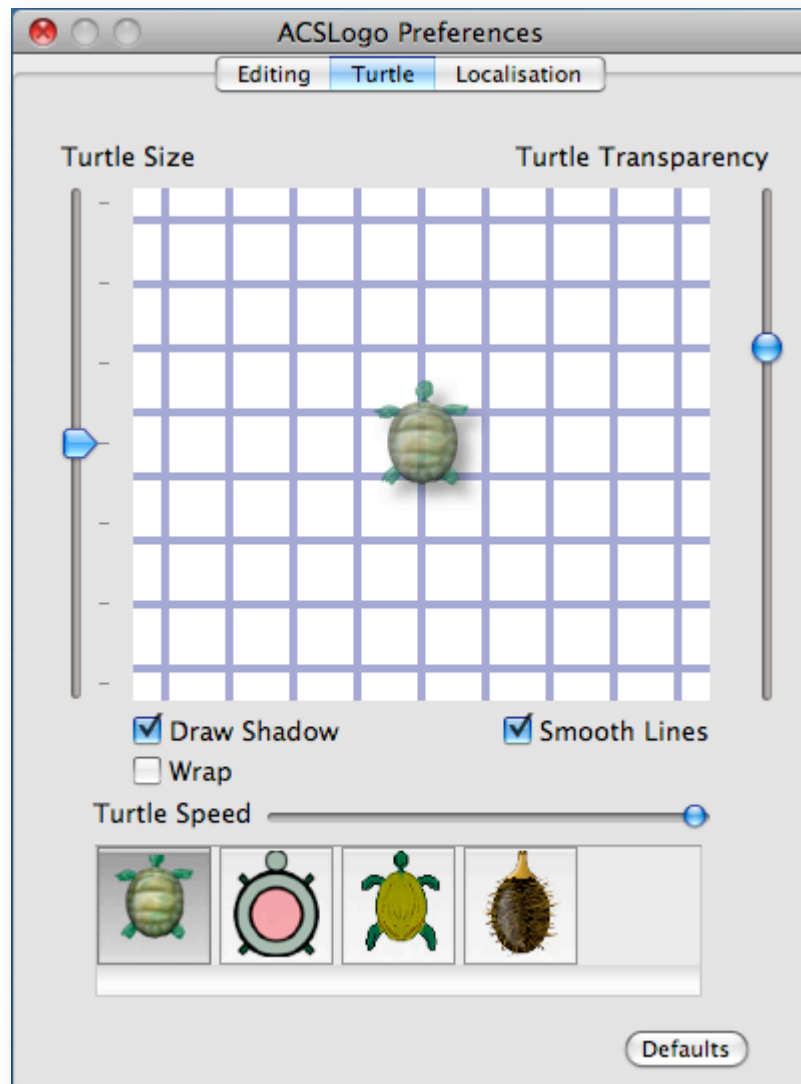 ACSLogo Preferences
Editing Turtle Localisation
Turtle Size Turtle Transparency
Draw Shadow Smooth Lines
Wrap
Turtle Speed
Defaults